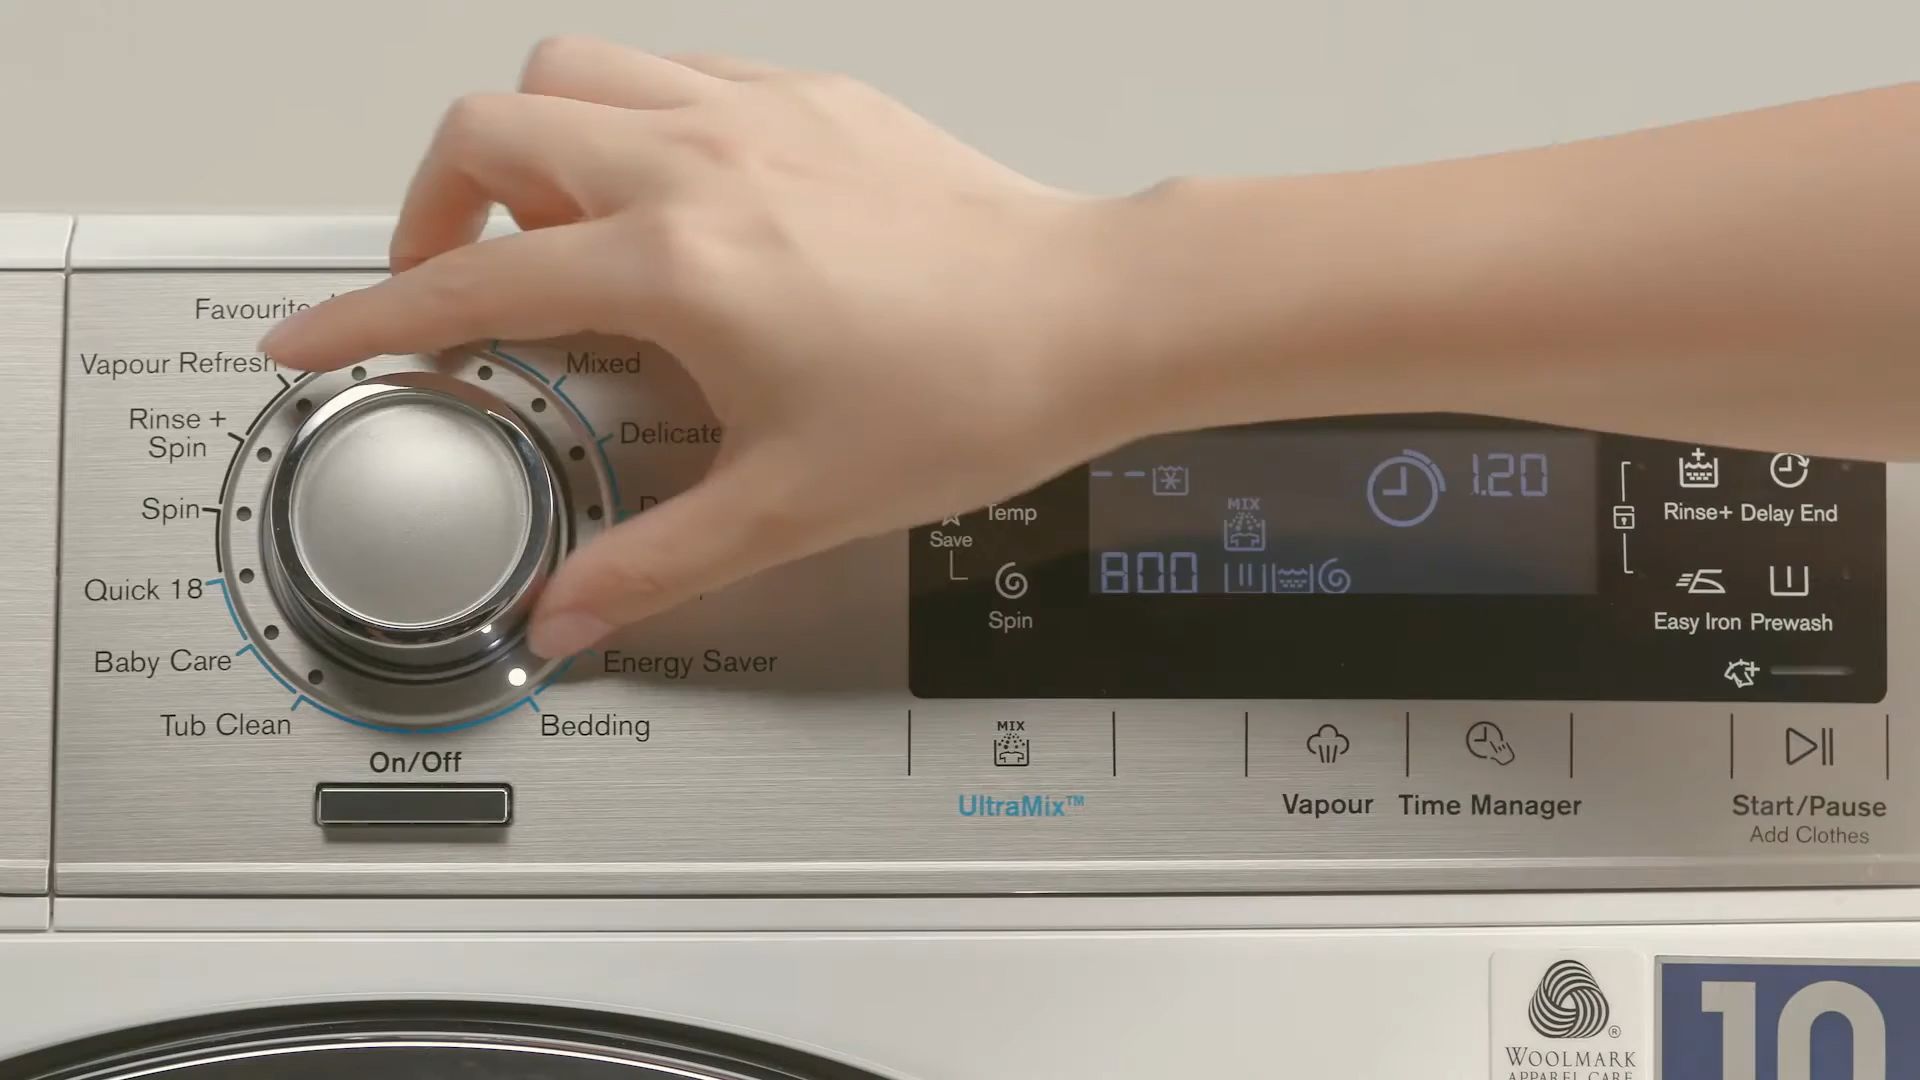 Favourite
Vapour Refresh
Rinse +
Spin
Spin
Quick 18
Baby Care
Tub Clean
Mixed
Delicate
Energy Saver
Bedding
On/Off
Save
Temp
Spin
-- 
MIX
1.20
800
Rinse+
Delay End
Easy Iron
Prewash
MIX
UltraMix™
Vapour
Time Manager
Start/Pause
Add Clothes
WOOLMARK
APPAREL CARE
10